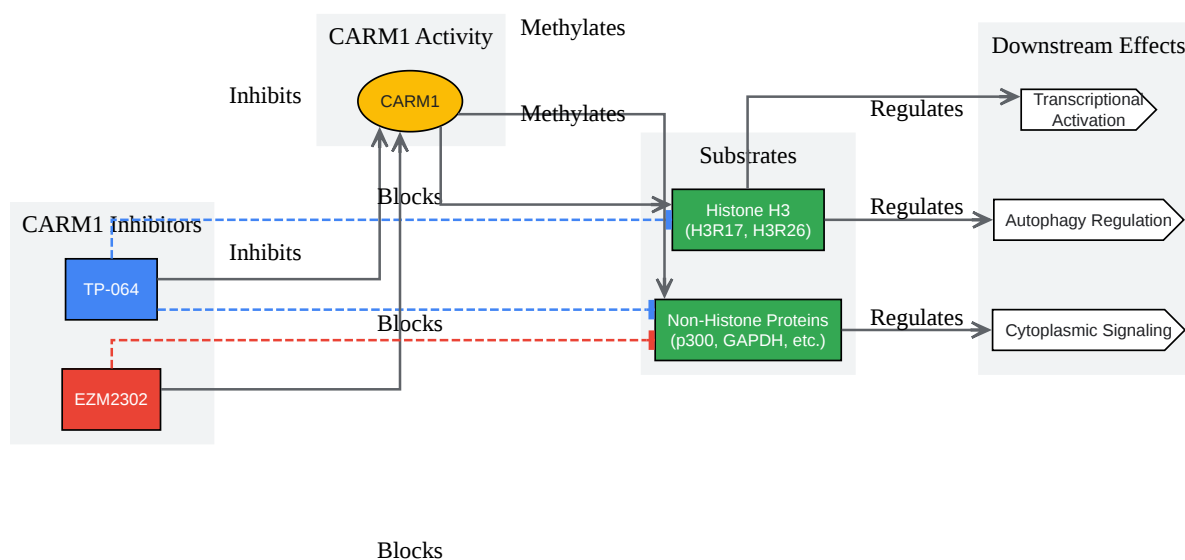 Methylates
CARM1 Activity
Downstream Effects
Inhibits
CARM1
Methylates
Regulates
Transcriptional
Activation
Substrates
Blocks
CARM1 Inhibitors
Histone H3
(H3R17, H3R26)
Regulates
Autophagy Regulation
Inhibits
TP-064
Blocks
Non-Histone Proteins
(p300, GAPDH, etc.)
Regulates
Cytoplasmic Signaling
EZM2302
Blocks